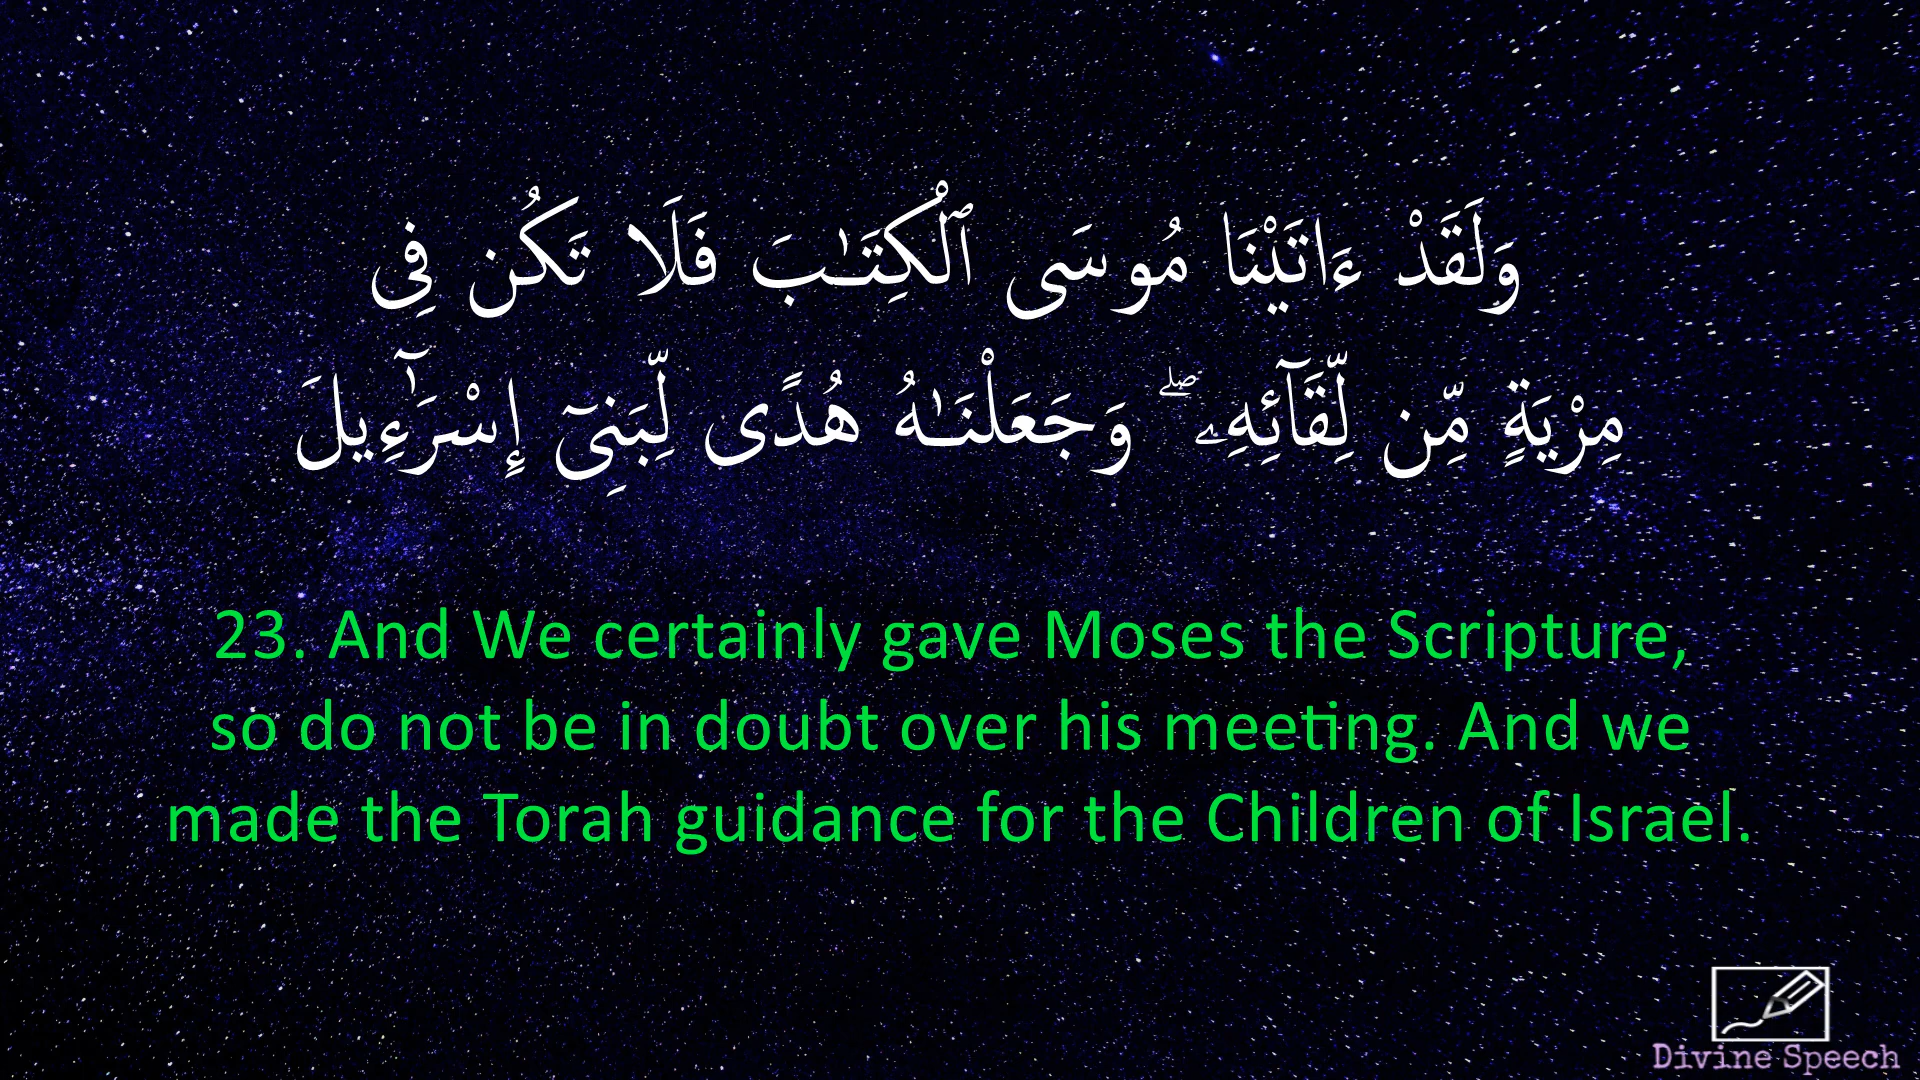 وَلَقَدْ ءَاتَيْنَا مُوسَى ٱلْكِتَـٰبَ فَلَا تَكُن فِى
مِرْيَةٍ مِّن لِّقَآئِهِۦ ۖ وَجَعَلْنَـٰهُ هُدًى لِّبَنِىٓ إِسْرَٰٓءِيلَ
23. And We certainly gave Moses the Scripture,
so do not be in doubt over his meeting. And we
made the Torah guidance for the Children of Israel.
Divine Speech